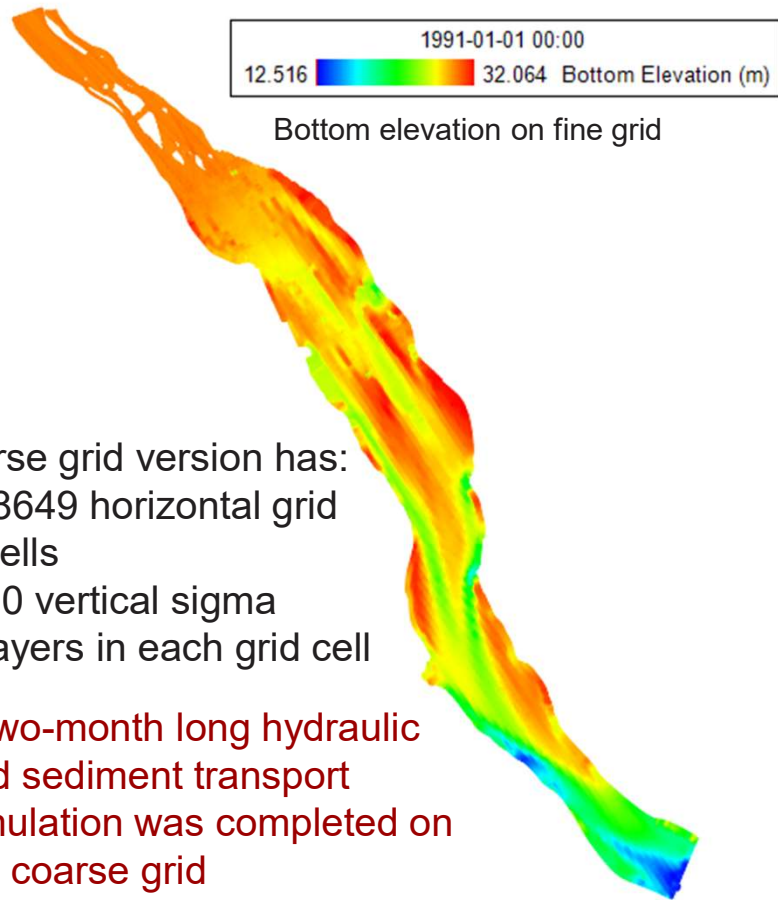 1991-01-01 00:00
12.516 32.064 Bottom Elevation (m)
Bottom elevation on fine grid
rse grid version has:
3649 horizontal grid
ells
0 vertical sigma
ayers in each grid cell
wo-month long hydraulic
d sediment transport
mulation was completed on
coarse grid